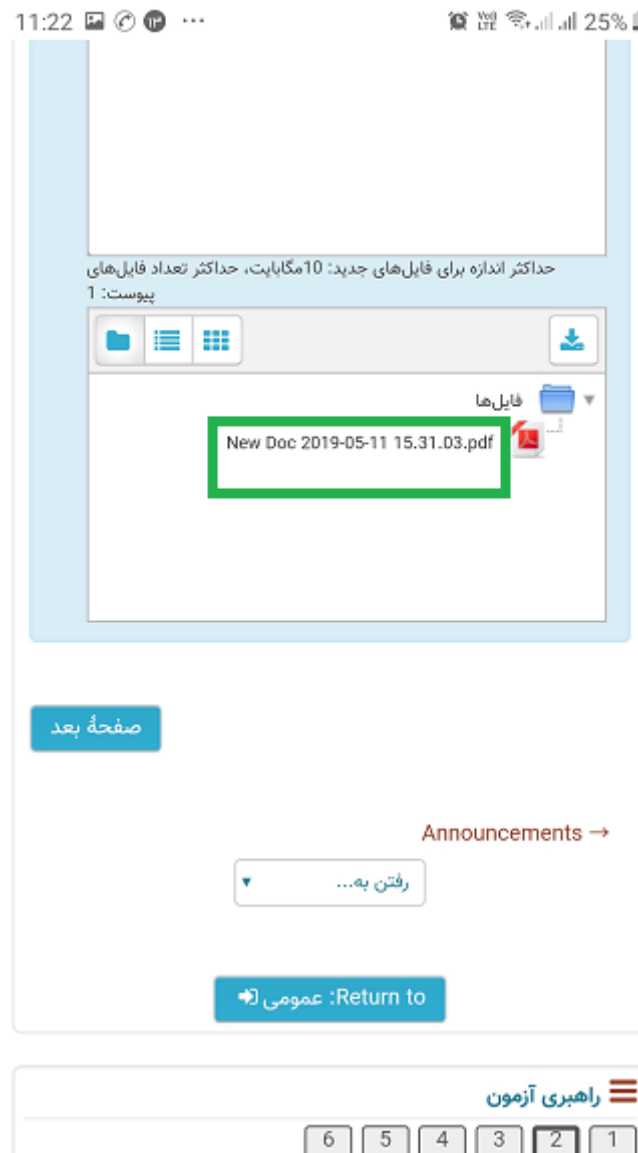 11:22 ... 25%
حداکثر اندازه برای فایل‌های جدید: 10مگابایت، حداکثر تعداد فایل‌های
پیوست: 1
فایل‌ها
New Doc 2019-05-11 15.31.03.pdf
صفحهٔ بعد
Announcements →
رفتن به...
Return to: عمومی
راهبری آزمون
1 2 3 4 5 6